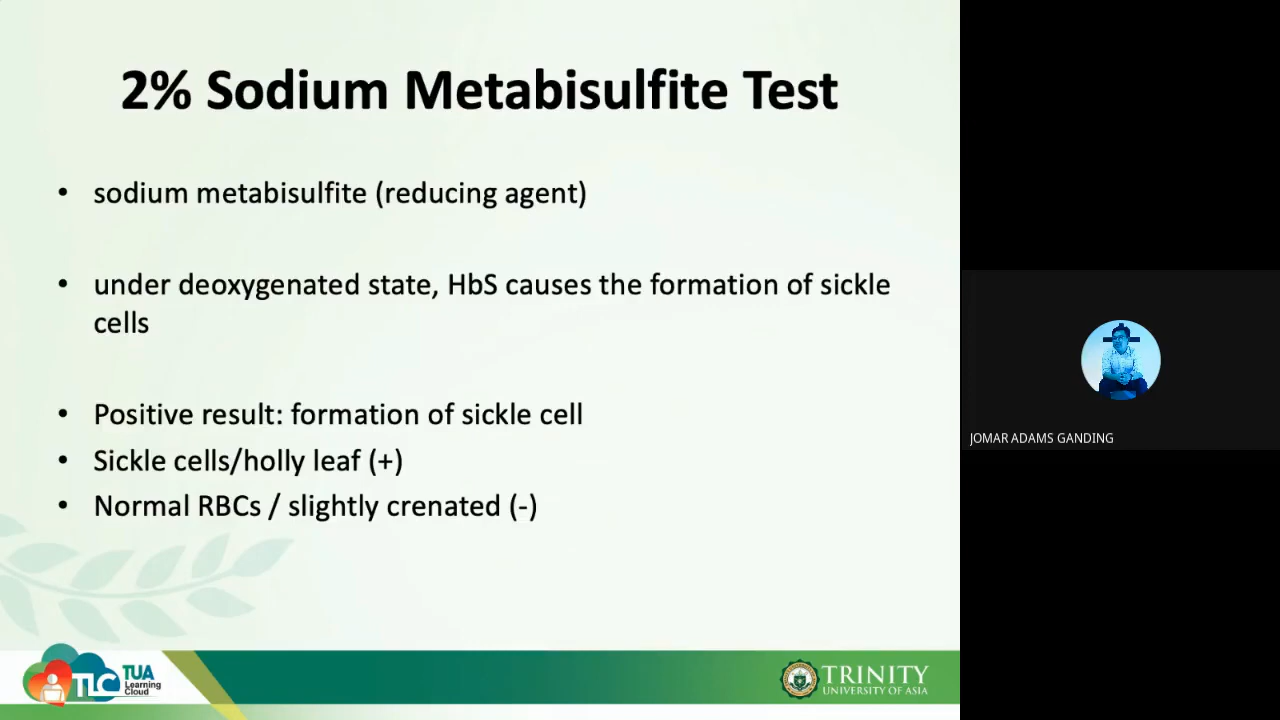 2% Sodium Metabisulfite Test
• sodium metabisulfite (reducing agent)
• under deoxygenated state, HbS causes the formation of sickle
cells
• Positive result: formation of sickle cell
• Sickle cells/holly leaf (+)
• Normal RBCs / slightly crenated (-)
JOMAR ADAMS GANDING
TLC
TUA
Learning
Cloud
TRINITY
UNIVERSITY OF ASIA